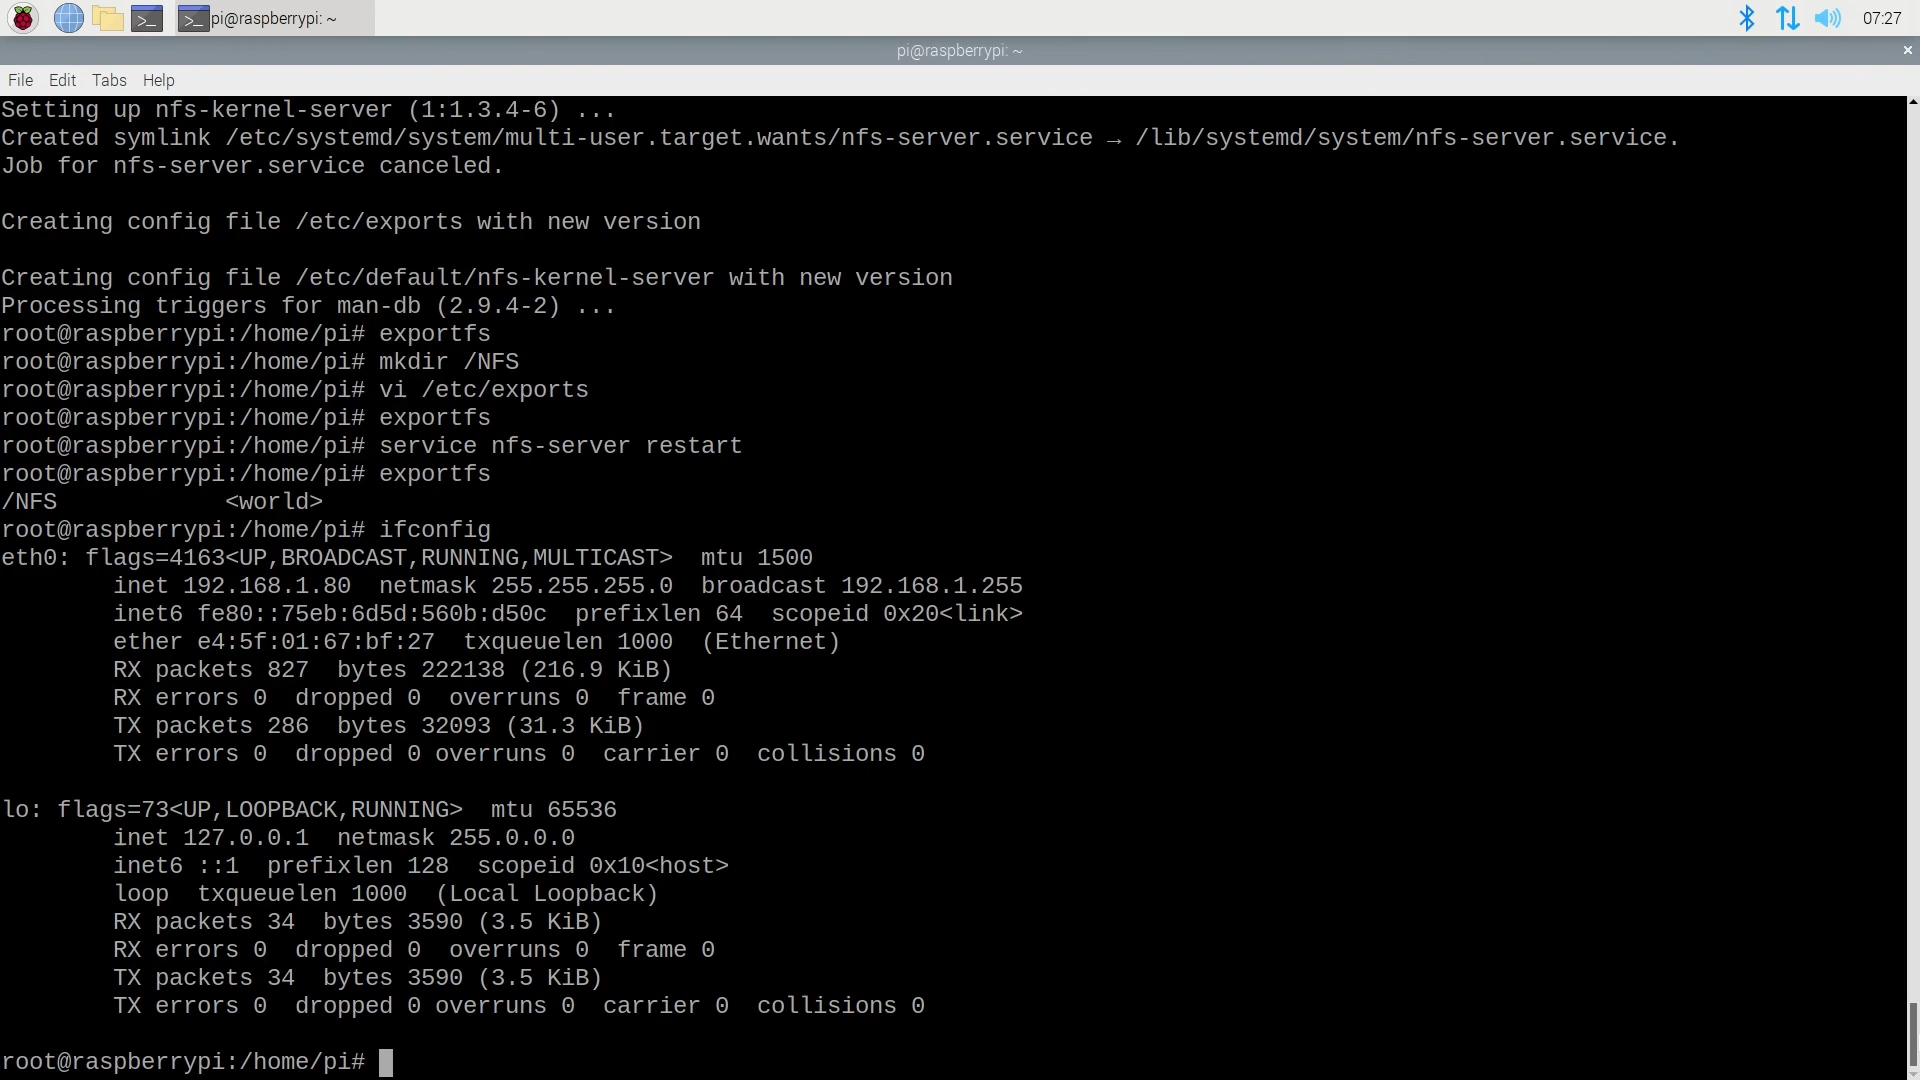 pi@raspberrypi: ~
07:27
pi@raspberrypi: ~
File Edit Tabs Help
Setting up nfs-kernel-server (1:1.3.4-6) ...
Created symlink /etc/systemd/system/multi-user.target.wants/nfs-server.service → /lib/systemd/system/nfs-server.service.
Job for nfs-server.service canceled.
Creating config file /etc/exports with new version
Creating config file /etc/default/nfs-kernel-server with new version
Processing triggers for man-db (2.9.4-2) ...
root@raspberrypi:/home/pi# exportfs
root@raspberrypi:/home/pi# mkdir /NFS
root@raspberrypi:/home/pi# vi /etc/exports
root@raspberrypi:/home/pi# exportfs
root@raspberrypi:/home/pi# service nfs-server restart
root@raspberrypi:/home/pi# exportfs
/NFS            <world>
root@raspberrypi:/home/pi# ifconfig
eth0: flags=4163<UP,BROADCAST,RUNNING,MULTICAST>  mtu 1500
        inet 192.168.1.80  netmask 255.255.255.0  broadcast 192.168.1.255
        inet6 fe80::75eb:6d5d:560b:d50c  prefixlen 64  scopeid 0x20<link>
        ether e4:5f:01:67:bf:27  txqueuelen 1000  (Ethernet)
        RX packets 827  bytes 222138 (216.9 KiB)
        RX errors 0  dropped 0  overruns 0  frame 0
        TX packets 286  bytes 32093 (31.3 KiB)
        TX errors 0  dropped 0 overruns 0  carrier 0  collisions 0
lo: flags=73<UP,LOOPBACK,RUNNING>  mtu 65536
        inet 127.0.0.1  netmask 255.0.0.0
        inet6 ::1  prefixlen 128  scopeid 0x10<host>
        loop  txqueuelen 1000  (Local Loopback)
        RX packets 34  bytes 3590 (3.5 KiB)
        RX errors 0  dropped 0  overruns 0  frame 0
        TX packets 34  bytes 3590 (3.5 KiB)
        TX errors 0  dropped 0 overruns 0  carrier 0  collisions 0
root@raspberrypi:/home/pi#